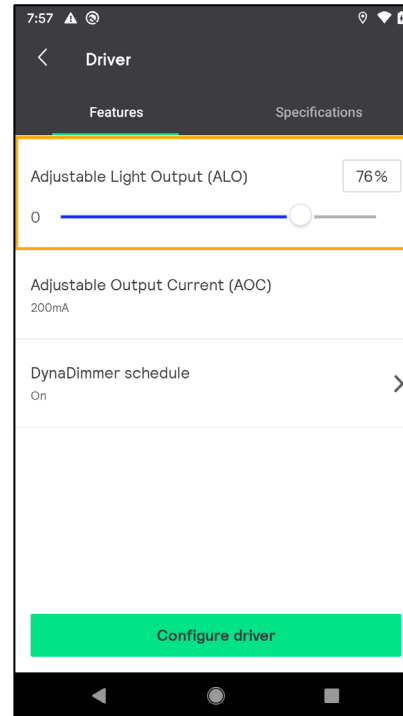 7:57
Driver
Features Specifications
Adjustable Light Output (ALO) 76%
0
Adjustable Output Current (AOC)
200mA
DynaDimmer schedule
On
Configure driver